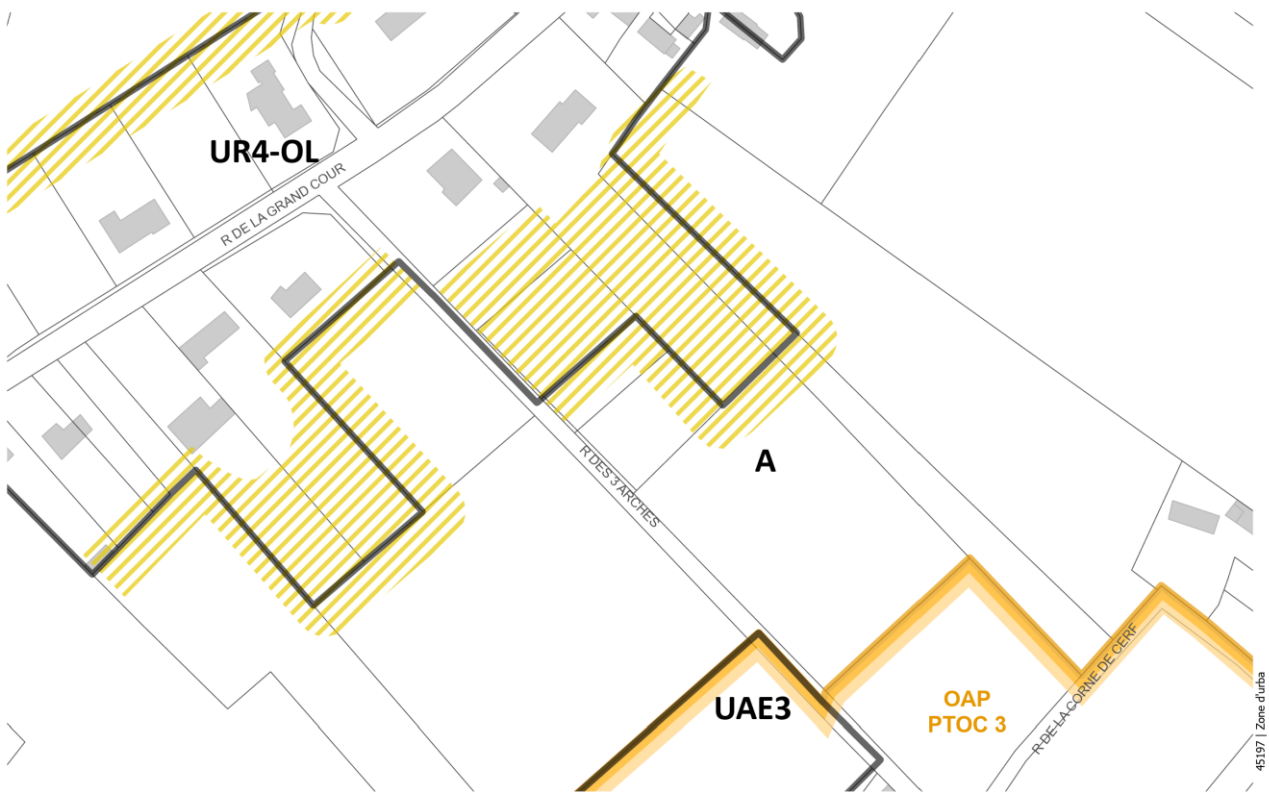 UR4-OL
R DE LA GRAND COUR
A
R DES 3 ARCHES
UAE3
OAP
PTOC 3
R DE LA CORNE DE CERF
45197 | Zone d'urba